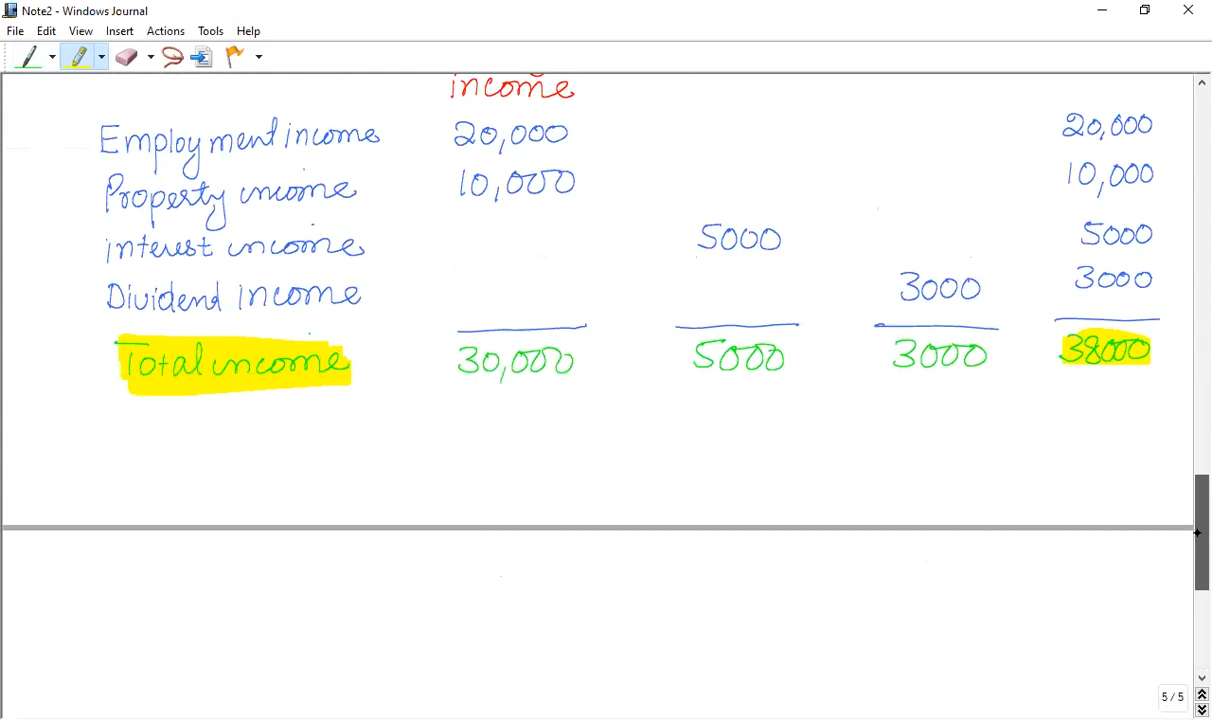 Note2 - Windows Journal
File Edit View Insert Actions Tools Help
income
Employment income 20,000 20,000
Property income 10,000 10,000
interest income 5000 5000
Dividend income 3000 3000
Total income 30,000 5000 3000 38000
5 / 5